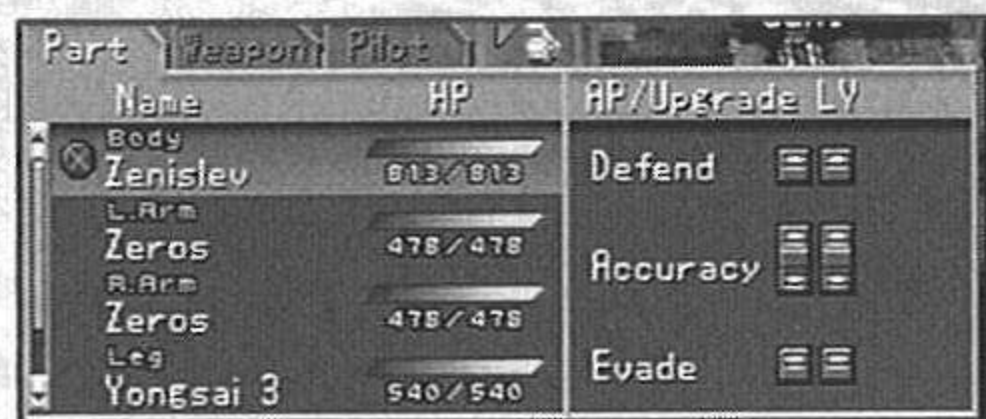 Part Weapon Pilot
Name HP AP/Upgrade LV
Body
Zenislev 813/813
L.Arm
Zeros 478/478
R.Arm
Zeros 478/478
Leg
Yongsai 3 540/540
Defend
Accuracy
Evade